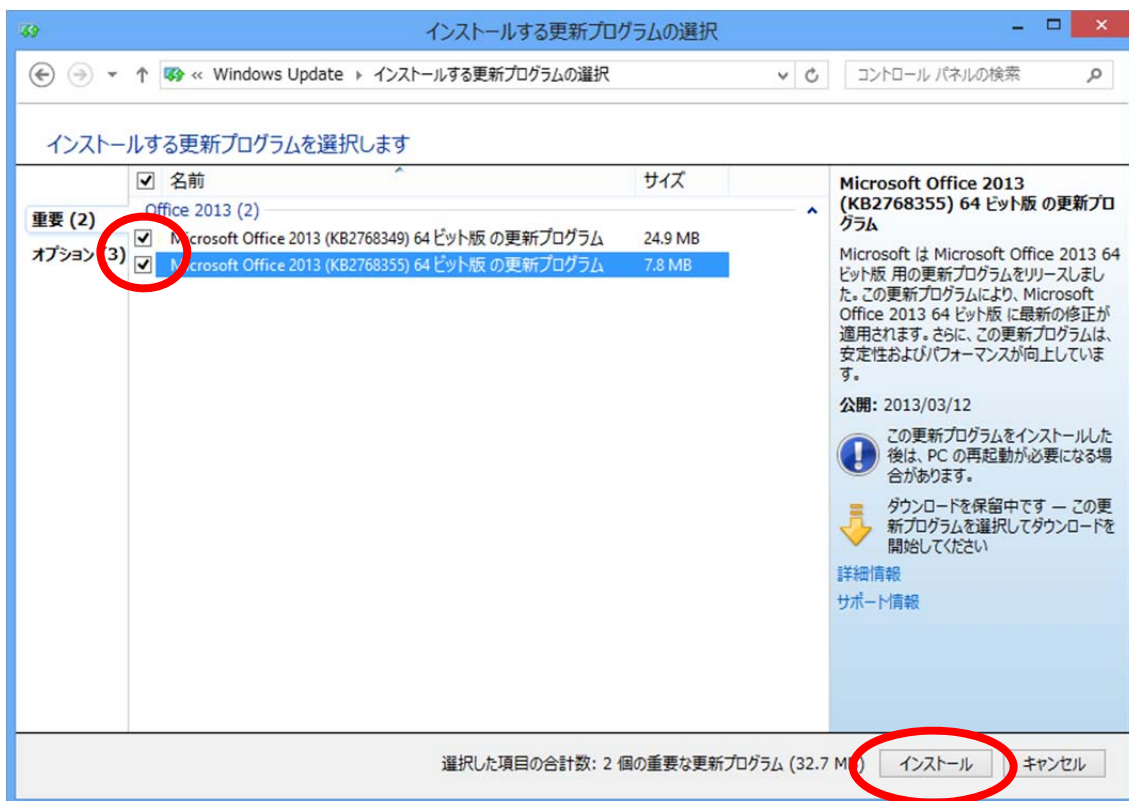 インストールする更新プログラムの選択
« Windows Update ▸ インストールする更新プログラムの選択
コントロール パネルの検索
インストールする更新プログラムを選択します
重要 (2)
オプション (3)
名前 サイズ
Office 2013 (2)
Microsoft Office 2013 (KB2768349) 64 ビット版 の更新プログラム 24.9 MB
Microsoft Office 2013 (KB2768355) 64 ビット版 の更新プログラム 7.8 MB
Microsoft Office 2013
(KB2768355) 64 ビット版 の更新プロ
グラム
Microsoft は Microsoft Office 2013 64
ビット版 用の更新プログラムをリリースしまし
た。この更新プログラムにより、Microsoft
Office 2013 64 ビット版 に最新の修正が
適用されます。さらに、この更新プログラムは、
安定性およびパフォーマンスが向上していま
す。
公開: 2013/03/12
この更新プログラムをインストールした
後は、PC の再起動が必要になる場
合があります。
ダウンロードを保留中です — この更
新プログラムを選択してダウンロードを
開始してください
詳細情報
サポート情報
選択した項目の合計数: 2 個の重要な更新プログラム (32.7 MB)
インストール
キャンセル